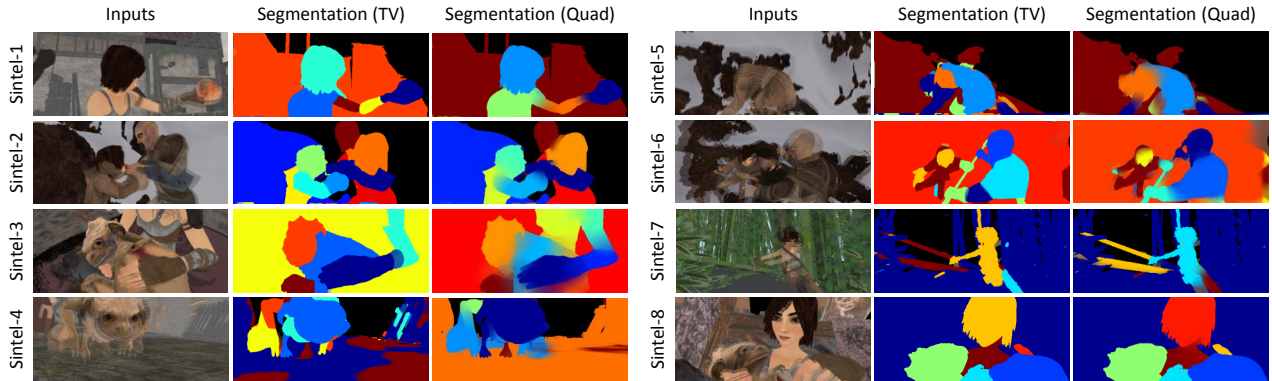 Inputs Segmentation (TV) Segmentation (Quad) Inputs Segmentation (TV) Segmentation (Quad)
Sintel-1
Sintel-2
Sintel-3
Sintel-4
Sintel-5
Sintel-6
Sintel-7
Sintel-8